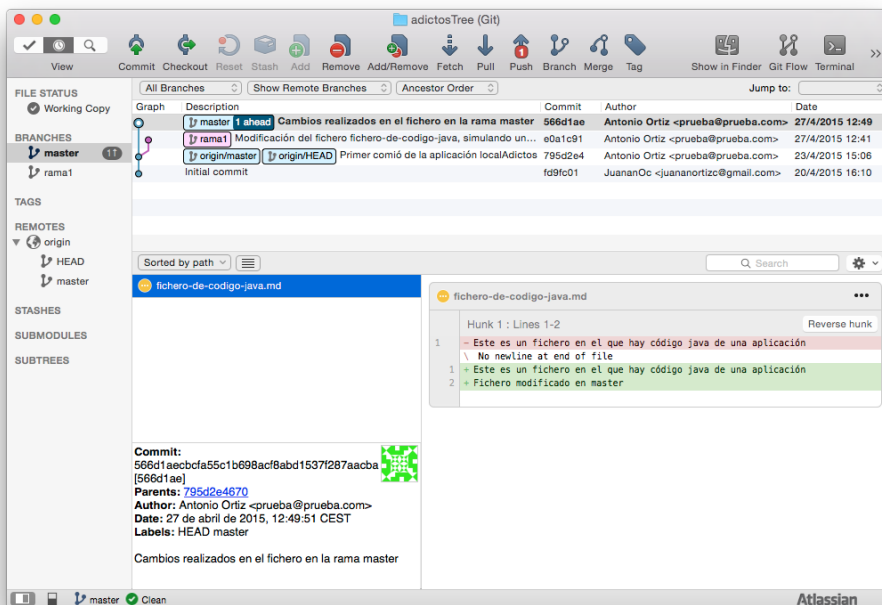 adictosTree (Git)
View Commit Checkout Reset Stash Add Remove Add/Remove Fetch Pull Push Branch Merge Tag Show in Finder Git Flow Terminal
All Branches Show Remote Branches Ancestor Order Jump to:
Graph Description Commit Author Date
master 1 ahead Cambios realizados en el fichero en la rama master 566d1ae Antonio Ortiz <prueba@prueba.com> 27/4/2015 12:49
rama1 Modificación del fichero fichero-de-codigo-java, simulando un... e0a1c91 Antonio Ortiz <prueba@prueba.com> 27/4/2015 12:41
origin/master origin/HEAD Primer comió de la aplicación localAdictos 795d2e4 Antonio Ortiz <prueba@prueba.com> 23/4/2015 15:06
Initial commit fd9fc01 JuananOc <juananortizc@gmail.com> 20/4/2015 16:10
FILE STATUS
Working Copy
BRANCHES
master 1↑
rama1
TAGS
REMOTES
origin
HEAD
master
STASHES
SUBMODULES
SUBTREES
Sorted by path Search
fichero-de-codigo-java.md
fichero-de-codigo-java.md
Hunk 1 : Lines 1-2 Reverse hunk
1 - Este es un fichero en el que hay código java de una aplicación
\ No newline at end of file
1 + Este es un fichero en el que hay código java de una aplicación
2 + Fichero modificado en master
Commit:
566d1aecbcfa55c1b698acf8abd1537f287aacba
[566d1ae]
Parents: 795d2e4670
Author: Antonio Ortiz <prueba@prueba.com>
Date: 27 de abril de 2015, 12:49:51 CEST
Labels: HEAD master
Cambios realizados en el fichero en la rama master
master Clean Atlassian